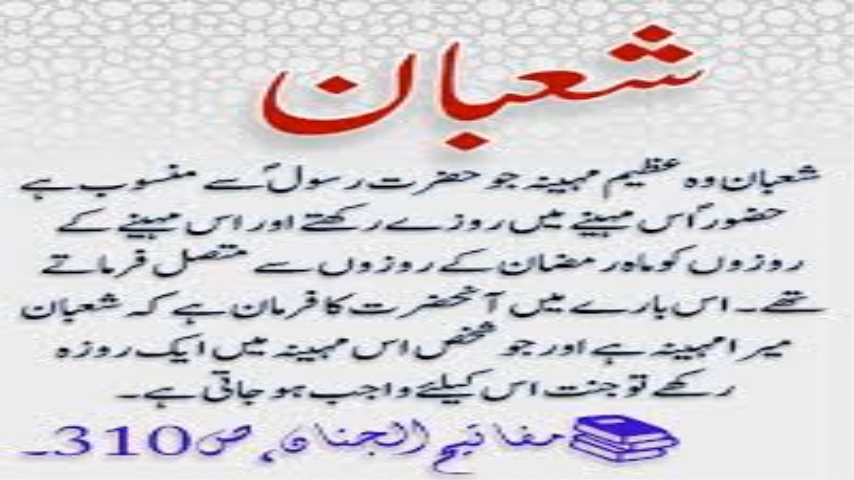 شعبان
شعبان وہ عظیم مہینہ جو حضرت رسولؐ سے منسوب ہے
حضورؐ اس مہینے میں روزے رکھتے اور اس مہینے کے
روزوں کو ماہ رمضان کے روزوں سے متصل فرماتے
تھے۔ اس بارے میں آنحضرت کا فرمان ہے کہ شعبان
میرا مہینہ ہے اور جو شخص اس مہینہ میں ایک روزہ
رکھے تو جنت اس کیلئے واجب ہو جاتی ہے۔
مفاتیح الجنان، ص310۔